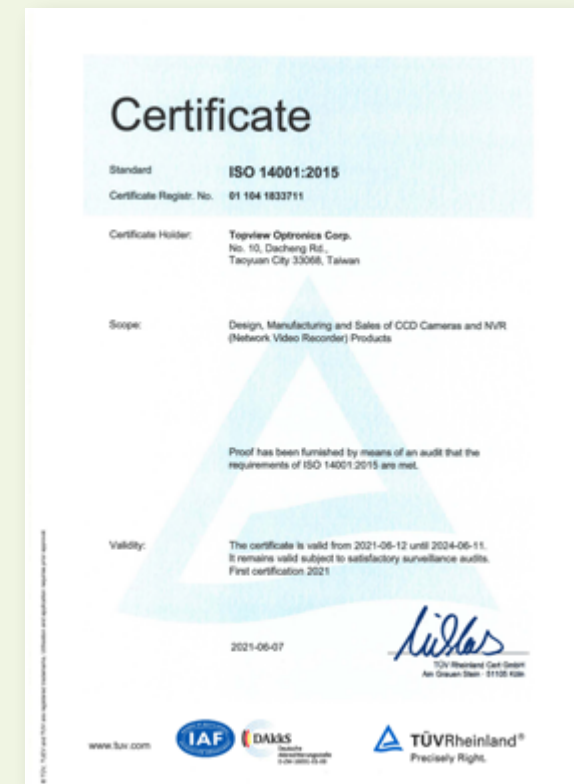 Certificate
Standard ISO 14001:2015
Certificate Registr. No. 01 104 1833711
Certificate Holder: Topview Optronics Corp.
No. 10, Dacheng Rd.,
Taoyuan City 33068, Taiwan
Scope: Design, Manufacturing and Sales of CCD Cameras and NVR
(Network Video Recorder) Products
Proof has been furnished by means of an audit that the
requirements of ISO 14001:2015 are met.
Validity: The certificate is valid from 2021-06-12 until 2024-06-11.
It remains valid subject to satisfactory surveillance audits.
First certification 2021
2021-06-07
TÜV Rheinland Cert GmbH
Am Grauen Stein · 51105 Köln
www.tuv.com
IAF
DAkkS
Deutsche
Akkreditierungsstelle
TÜVRheinland®
Precisely Right.